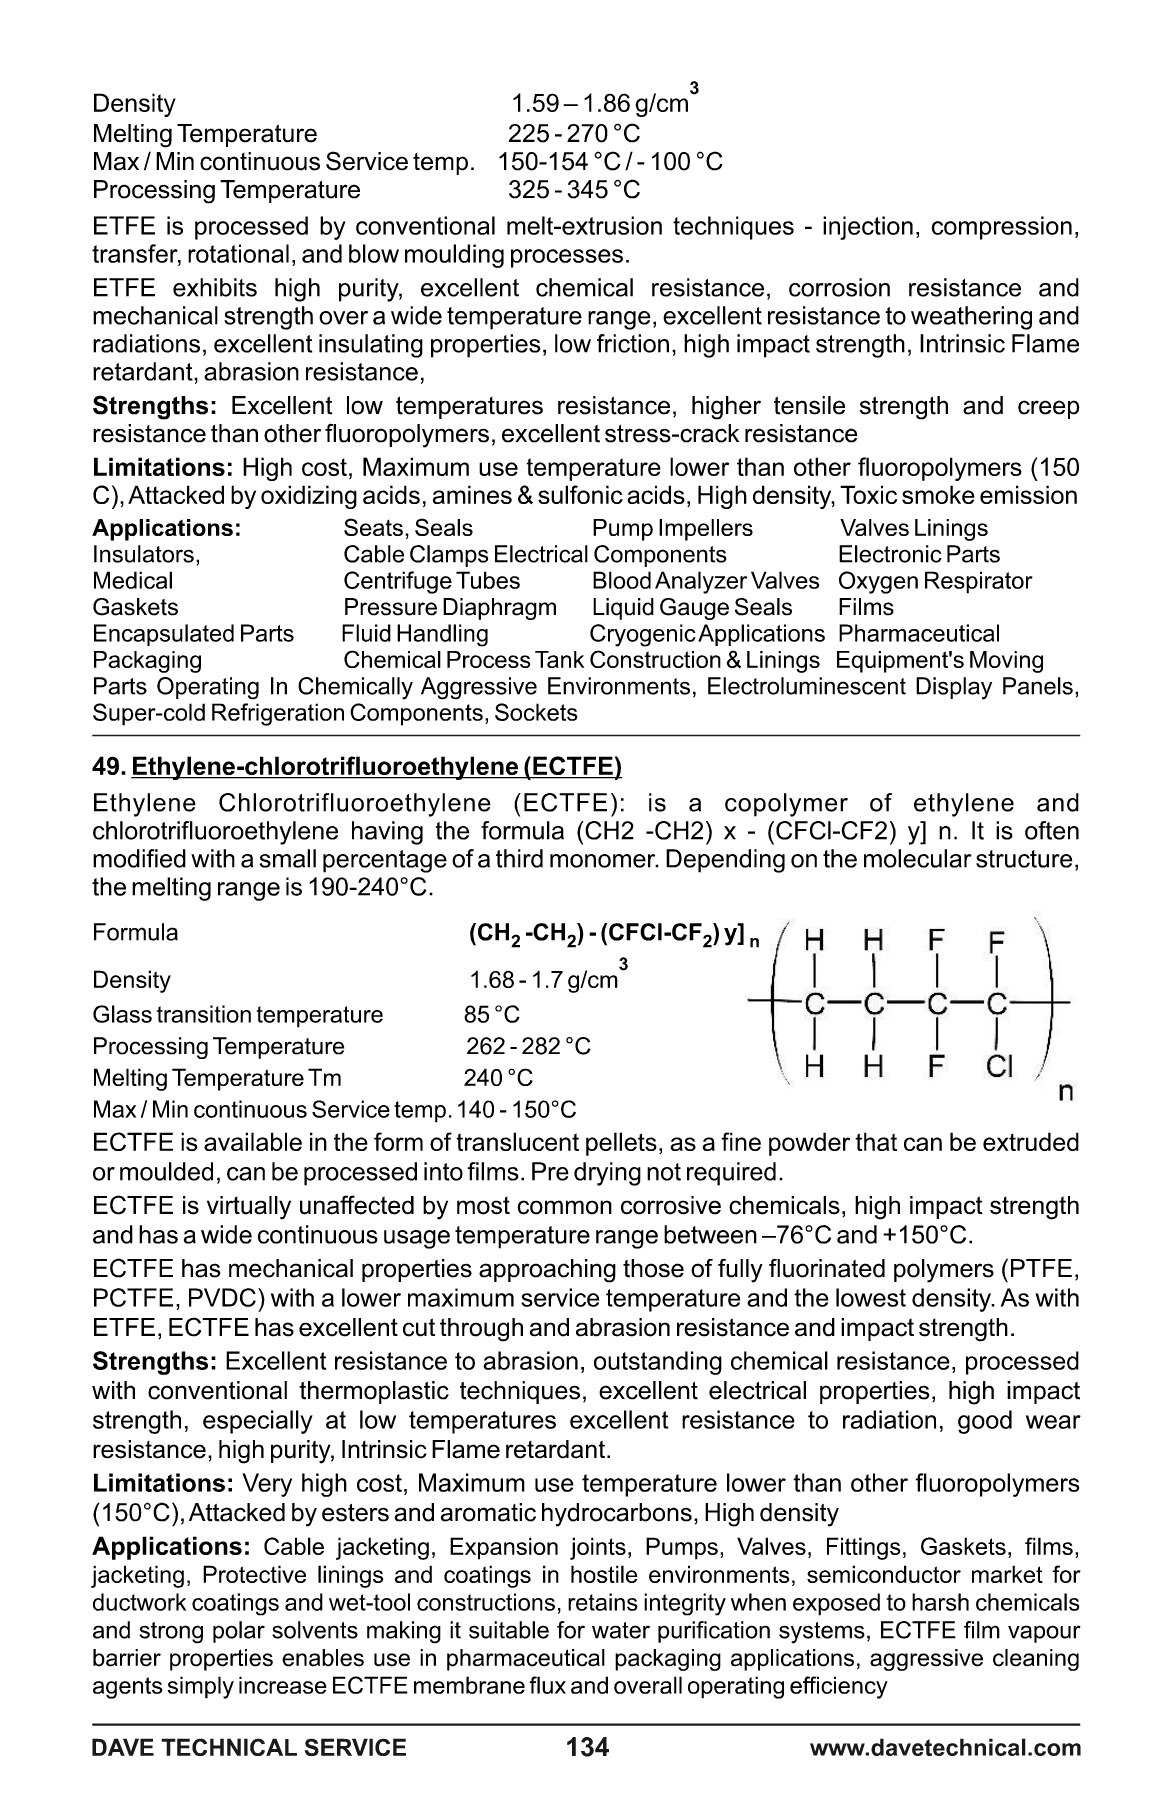 Density 1.59 – 1.86 g/cm3
Melting Temperature 225 - 270 °C
Max / Min continuous Service temp. 150-154 °C / - 100 °C
Processing Temperature 325 - 345 °C
ETFE is processed by conventional melt-extrusion techniques - injection, compression,
transfer, rotational, and blow moulding processes.
ETFE exhibits high purity, excellent chemical resistance, corrosion resistance and
mechanical strength over a wide temperature range, excellent resistance to weathering and
radiations, excellent insulating properties, low friction, high impact strength, Intrinsic Flame
retardant, abrasion resistance,
Strengths: Excellent low temperatures resistance, higher tensile strength and creep
resistance than other fluoropolymers, excellent stress-crack resistance
Limitations: High cost, Maximum use temperature lower than other fluoropolymers (150
C), Attacked by oxidizing acids, amines & sulfonic acids, High density, Toxic smoke emission
Applications: Seats, Seals Pump Impellers Valves Linings
Insulators, Cable Clamps Electrical Components Electronic Parts
Medical Centrifuge Tubes Blood Analyzer Valves Oxygen Respirator
Gaskets Pressure Diaphragm Liquid Gauge Seals Films
Encapsulated Parts Fluid Handling Cryogenic Applications Pharmaceutical
Packaging Chemical Process Tank Construction & Linings Equipment's Moving
Parts Operating In Chemically Aggressive Environments, Electroluminescent Display Panels,
Super-cold Refrigeration Components, Sockets
49. Ethylene-chlorotrifluoroethylene (ECTFE)
Ethylene Chlorotrifluoroethylene (ECTFE): is a copolymer of ethylene and
chlorotrifluoroethylene having the formula (CH2 -CH2) x - (CFCl-CF2) y] n. It is often
modified with a small percentage of a third monomer. Depending on the molecular structure,
the melting range is 190-240°C.
Formula (CH2 -CH2) - (CFCl-CF2) y] n
Density 1.68 - 1.7 g/cm3
Glass transition temperature 85 °C
Processing Temperature 262 - 282 °C
Melting Temperature Tm 240 °C
Max / Min continuous Service temp. 140 - 150°C
H H F F
C C C C
H H F Cl
n
ECTFE is available in the form of translucent pellets, as a fine powder that can be extruded
or moulded, can be processed into films. Pre drying not required.
ECTFE is virtually unaffected by most common corrosive chemicals, high impact strength
and has a wide continuous usage temperature range between –76°C and +150°C.
ECTFE has mechanical properties approaching those of fully fluorinated polymers (PTFE,
PCTFE, PVDC) with a lower maximum service temperature and the lowest density. As with
ETFE, ECTFE has excellent cut through and abrasion resistance and impact strength.
Strengths: Excellent resistance to abrasion, outstanding chemical resistance, processed
with conventional thermoplastic techniques, excellent electrical properties, high impact
strength, especially at low temperatures excellent resistance to radiation, good wear
resistance, high purity, Intrinsic Flame retardant.
Limitations: Very high cost, Maximum use temperature lower than other fluoropolymers
(150°C), Attacked by esters and aromatic hydrocarbons, High density
Applications: Cable jacketing, Expansion joints, Pumps, Valves, Fittings, Gaskets, films,
jacketing, Protective linings and coatings in hostile environments, semiconductor market for
ductwork coatings and wet-tool constructions, retains integrity when exposed to harsh chemicals
and strong polar solvents making it suitable for water purification systems, ECTFE film vapour
barrier properties enables use in pharmaceutical packaging applications, aggressive cleaning
agents simply increase ECTFE membrane flux and overall operating efficiency
DAVE TECHNICAL SERVICE 134 www.davetechnical.com